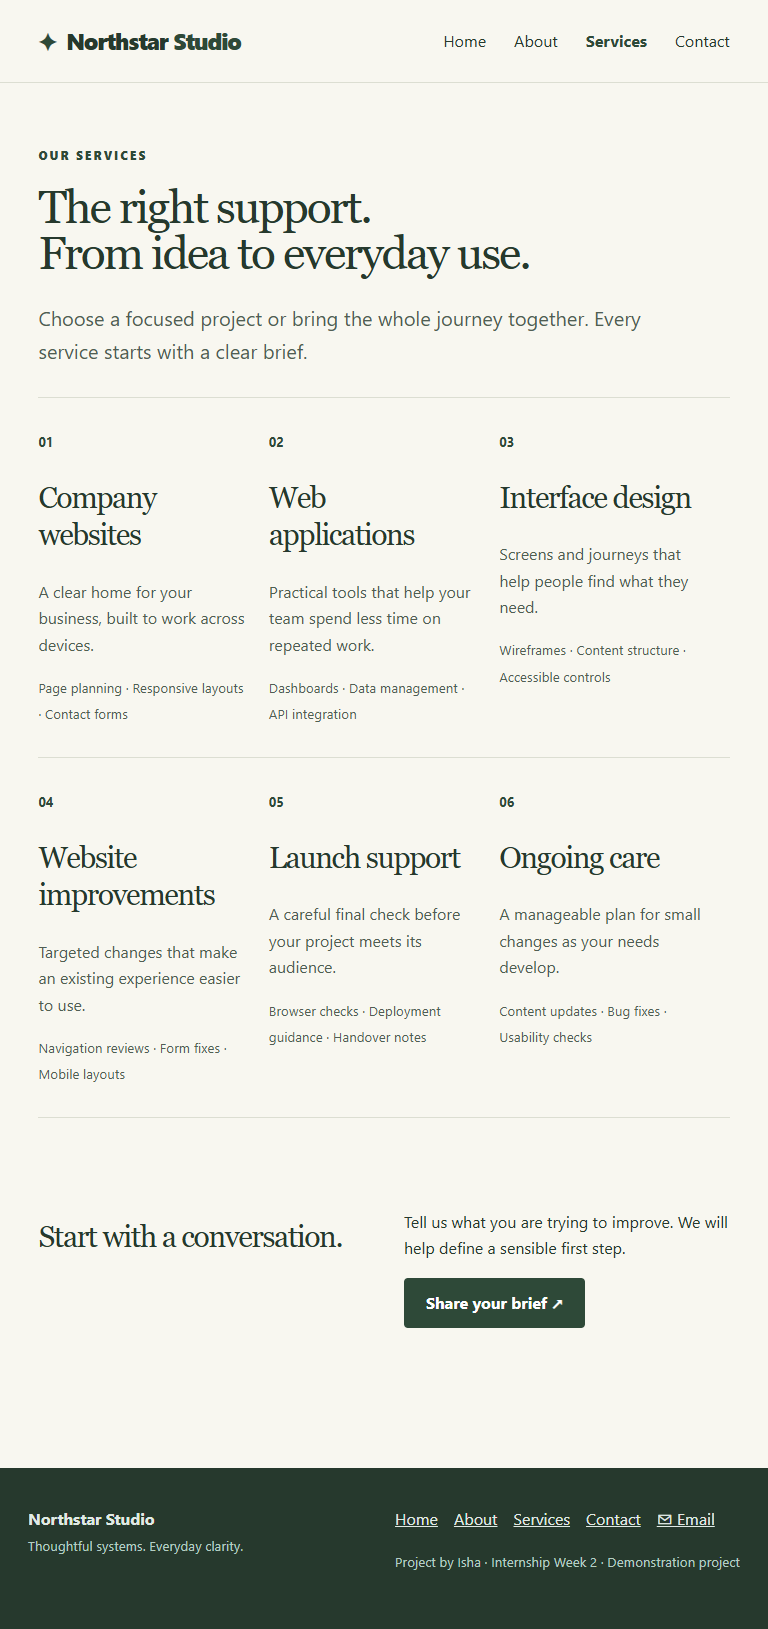 ✦ Northstar Studio
Home About Services Contact
OUR SERVICES
The right support.
From idea to everyday use.
Choose a focused project or bring the whole journey together. Every
service starts with a clear brief.
01
Company
websites
A clear home for your
business, built to work across
devices.
Page planning · Responsive layouts
· Contact forms
02
Web
applications
Practical tools that help your
team spend less time on
repeated work.
Dashboards · Data management ·
API integration
03
Interface design
Screens and journeys that
help people find what they
need.
Wireframes · Content structure ·
Accessible controls
04
Website
improvements
Targeted changes that make
an existing experience easier
to use.
Navigation reviews · Form fixes ·
Mobile layouts
05
Launch support
A careful final check before
your project meets its
audience.
Browser checks · Deployment
guidance · Handover notes
06
Ongoing care
A manageable plan for small
changes as your needs
develop.
Content updates · Bug fixes ·
Usability checks
Start with a conversation.
Tell us what you are trying to improve. We will
help define a sensible first step.
Share your brief ↗
Northstar Studio
Thoughtful systems. Everyday clarity.
Home About Services Contact ✉ Email
Project by Isha · Internship Week 2 · Demonstration project